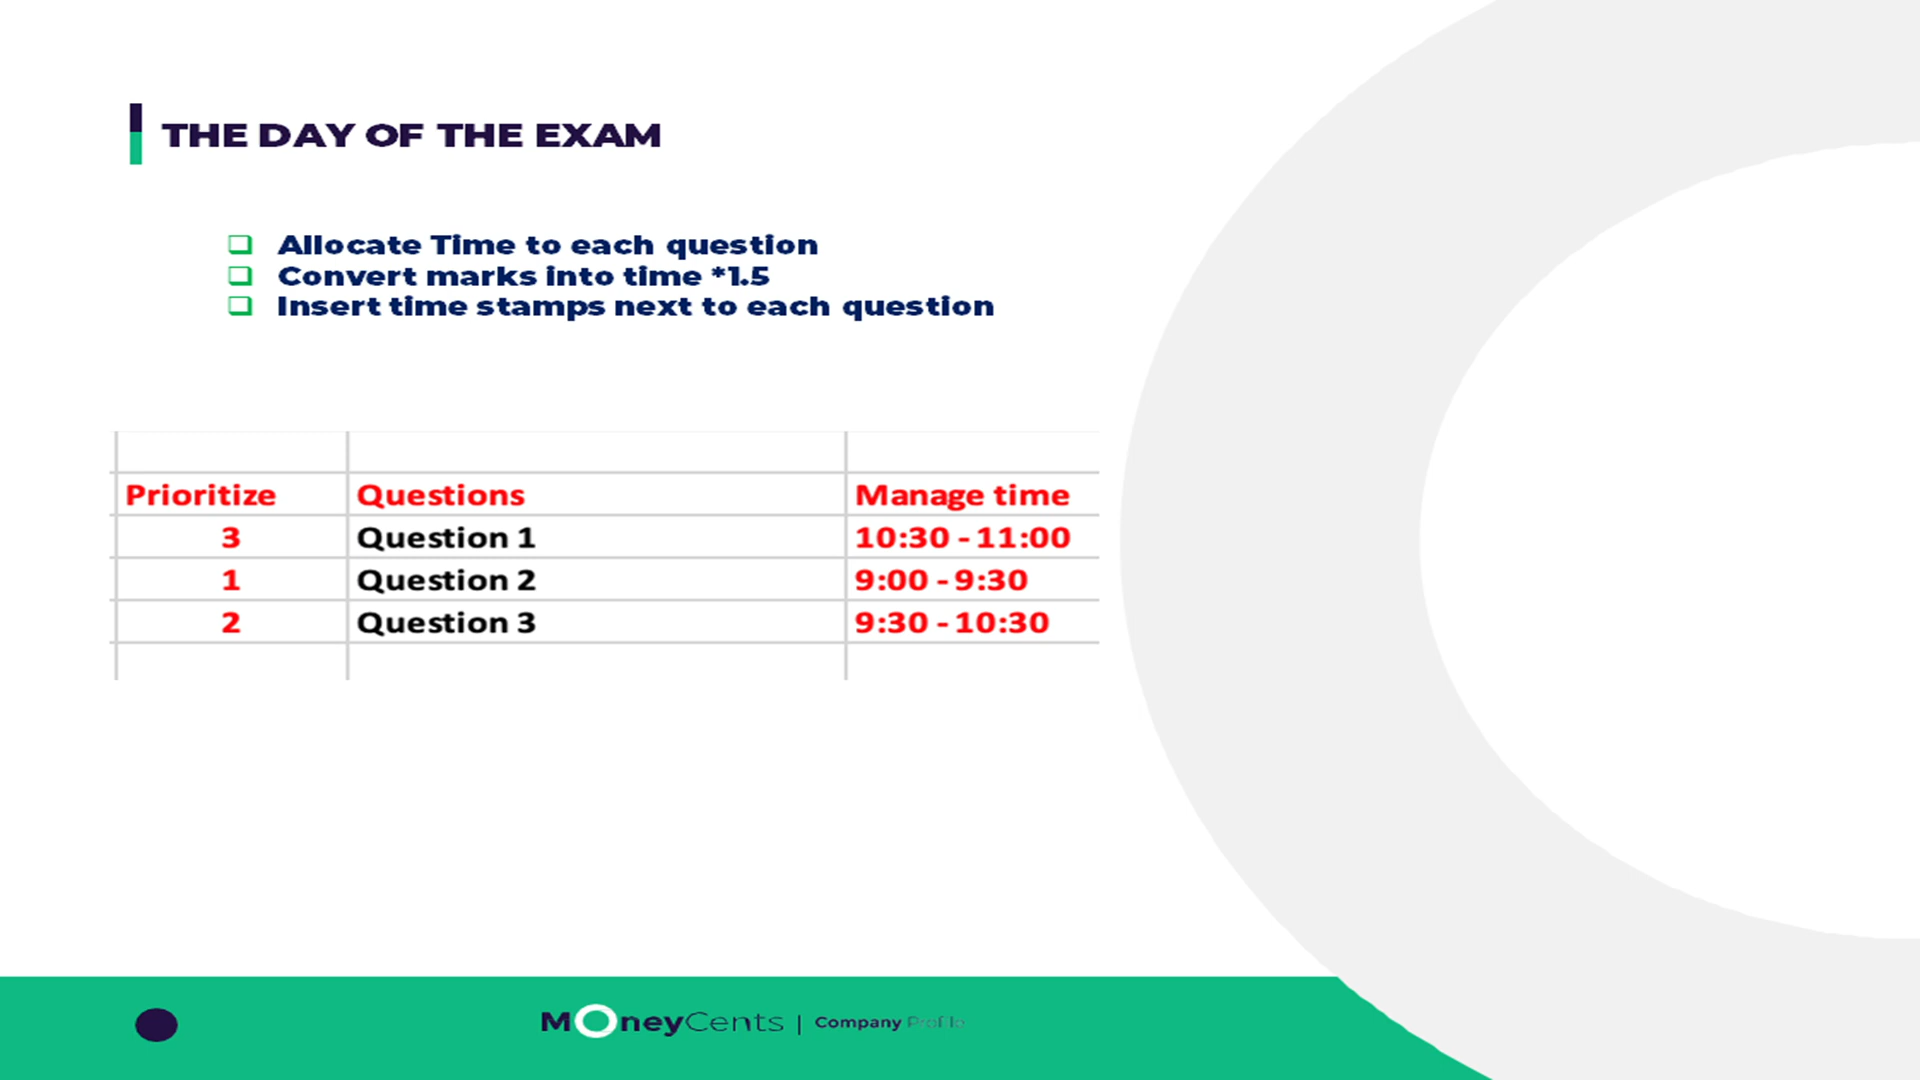 THE DAY OF THE EXAM
Allocate Time to each question
Convert marks into time *1.5
Insert time stamps next to each question
Prioritize Questions Manage time
3 Question 1 10:30 - 11:00
1 Question 2 9:00 - 9:30
2 Question 3 9:30 - 10:30
MoneyCents | Company Profile